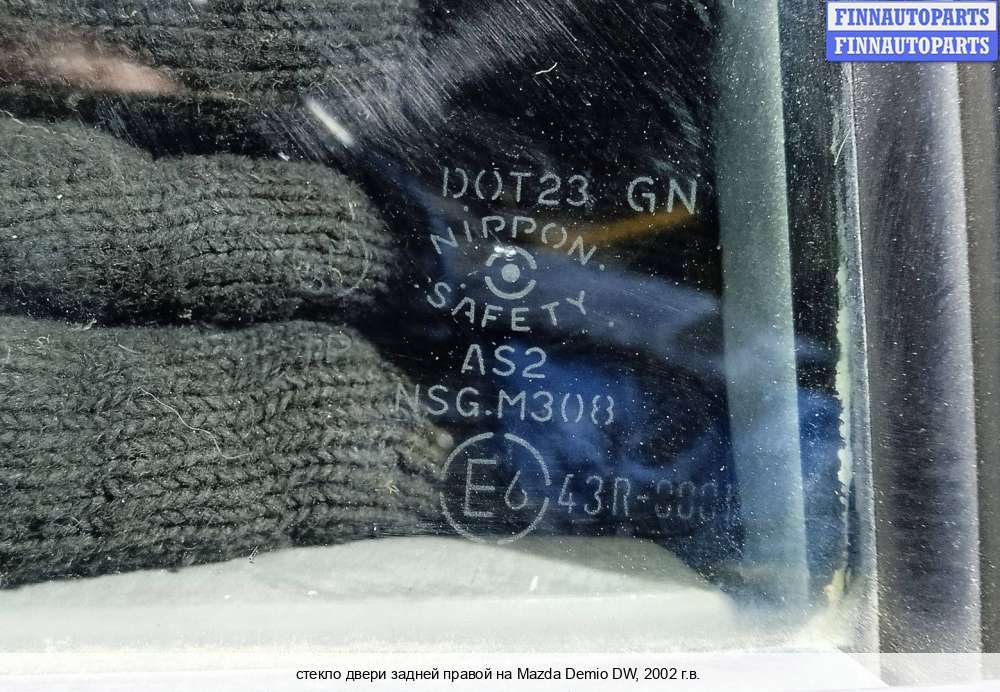 FINNAUTOPARTS
FINNAUTOPARTS
DOT23 GN
NIPPON
SAFETY
AS2
NSG.M308
E6
стекло двери задней правой на Mazda Demio DW, 2002 г.в.